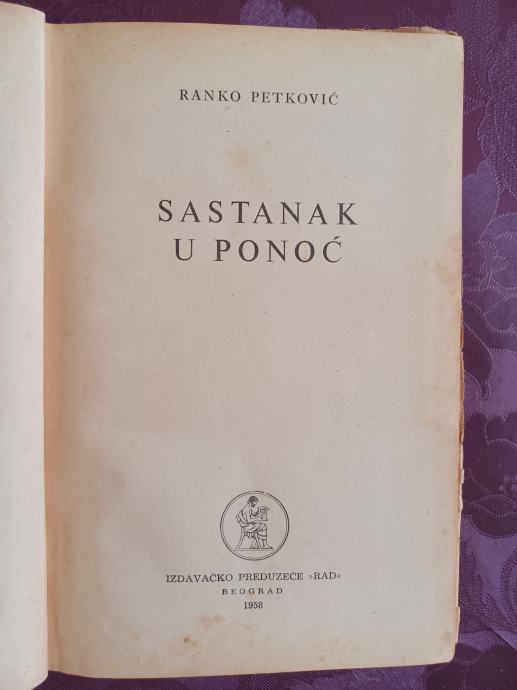 RANKO PETKOVIĆ
SASTANAK
U PONOĆ
IZDAVAČKO PREDUZEĆE »RAD«
BEOGRAD
1958